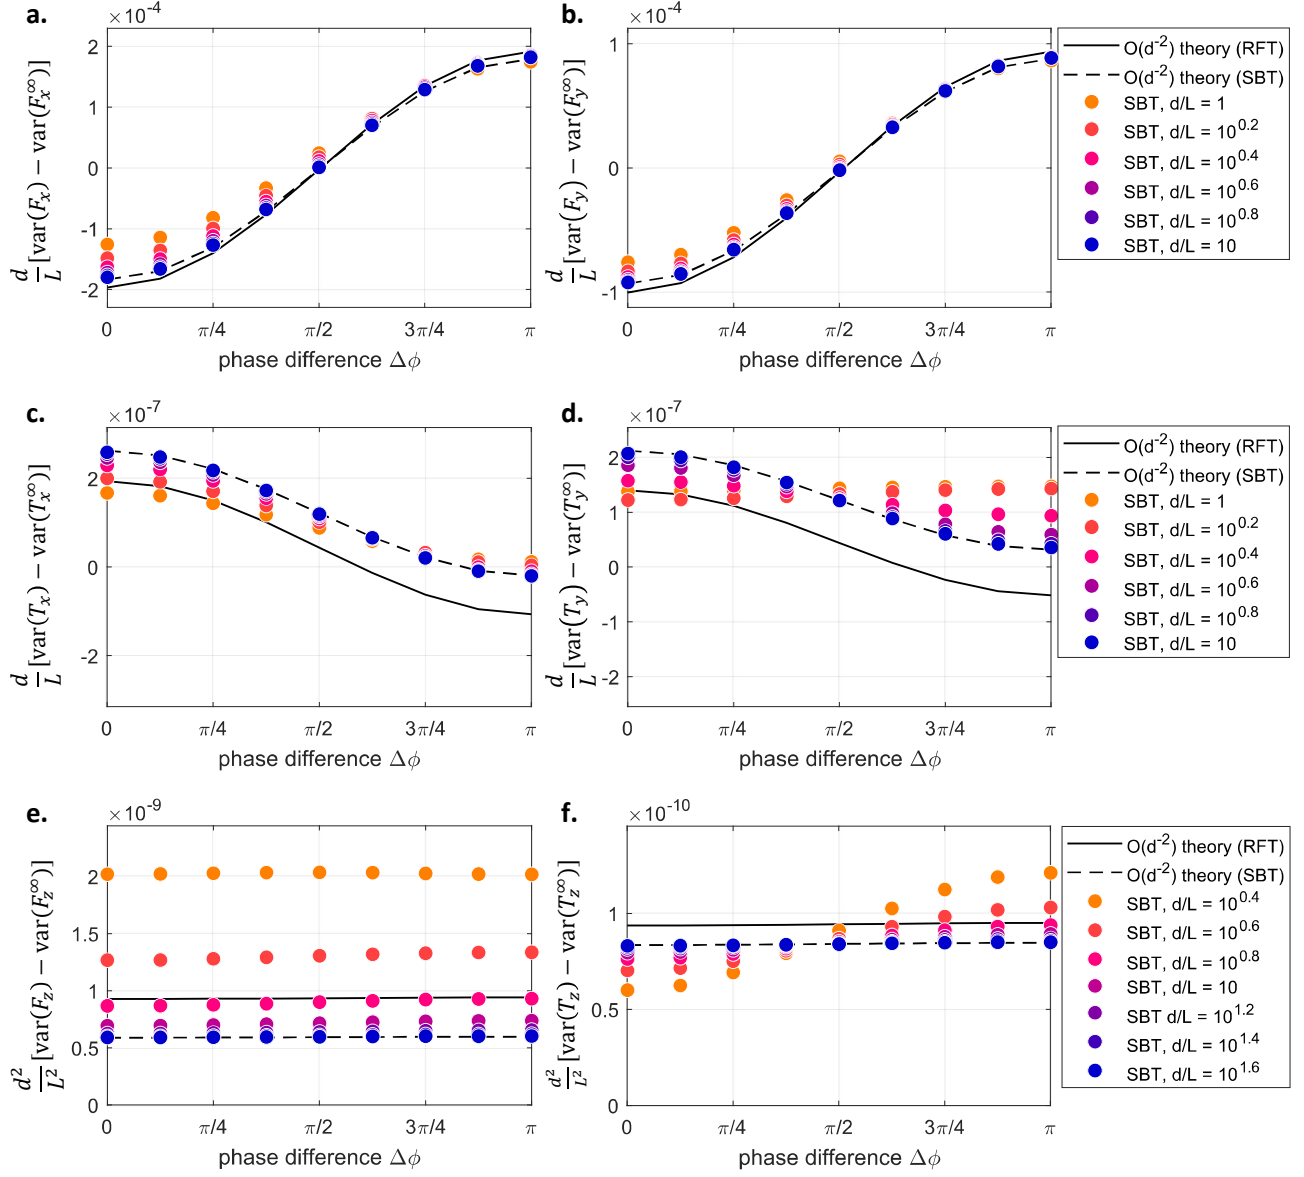 a.
×10^-4
d/L [var(F_x) − var(F_x^∞)]
2
1
0
-1
-2
0 π/4 π/2 3π/4 π
phase difference Δϕ
b.
×10^-4
d/L [var(F_y) − var(F_y^∞)]
1
0
-1
0 π/4 π/2 3π/4 π
phase difference Δϕ
O(d^-2) theory (RFT)
O(d^-2) theory (SBT)
SBT, d/L = 1
SBT, d/L = 10^0.2
SBT, d/L = 10^0.4
SBT, d/L = 10^0.6
SBT, d/L = 10^0.8
SBT, d/L = 10
c.
×10^-7
d/L [var(T_x) − var(T_x^∞)]
2
0
-2
0 π/4 π/2 3π/4 π
phase difference Δϕ
d.
×10^-7
d/L [var(T_y) − var(T_y^∞)]
2
1
0
-1
-2
0 π/4 π/2 3π/4 π
phase difference Δϕ
O(d^-2) theory (RFT)
O(d^-2) theory (SBT)
SBT, d/L = 1
SBT, d/L = 10^0.2
SBT, d/L = 10^0.4
SBT, d/L = 10^0.6
SBT, d/L = 10^0.8
SBT, d/L = 10
e.
×10^-9
d^2/L^2 [var(F_z) − var(F_z^∞)]
2
1.5
1
0.5
0
0 π/4 π/2 3π/4 π
phase difference Δϕ
f.
×10^-10
d^2/L^2 [var(T_z) − var(T_z^∞)]
1
0.5
0
0 π/4 π/2 3π/4 π
phase difference Δϕ
O(d^-2) theory (RFT)
O(d^-2) theory (SBT)
SBT, d/L = 10^0.4
SBT, d/L = 10^0.6
SBT, d/L = 10^0.8
SBT, d/L = 10
SBT d/L = 10^1.2
SBT, d/L = 10^1.4
SBT, d/L = 10^1.6